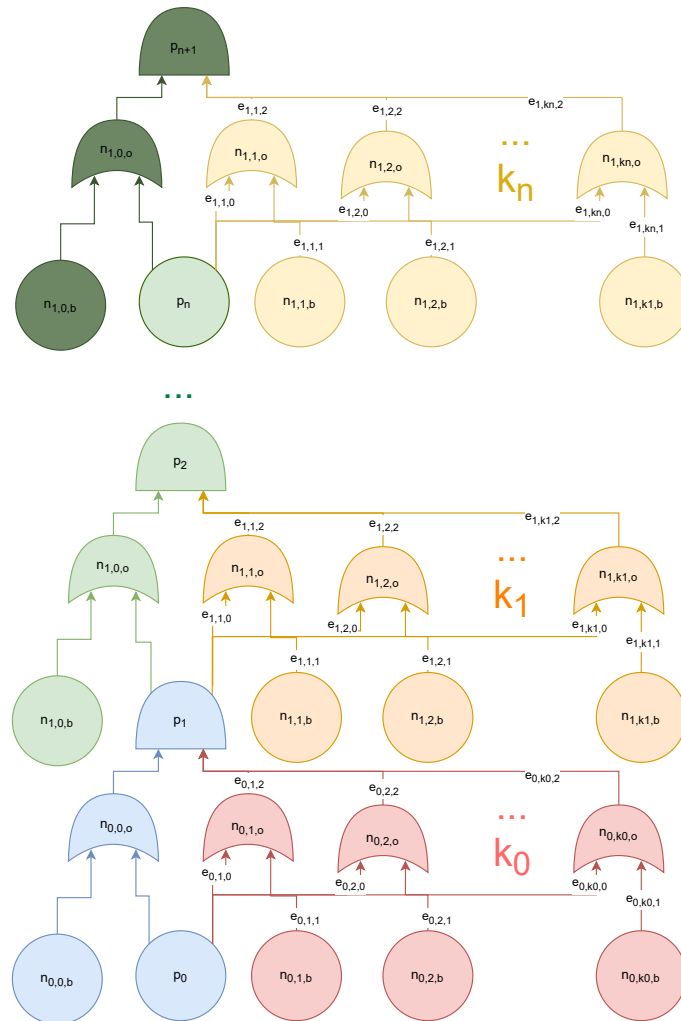 pn+1
e1,1,2
e1,2,2
e1,kn,2
...
n1,0,o
n1,1,o
n1,2,o
n1,kn,o
kn
e1,1,0
e1,2,0
e1,kn,0
e1,kn,1
e1,1,1
e1,2,1
n1,0,b
pn
n1,1,b
n1,2,b
n1,k1,b
...
p2
e1,1,2
e1,2,2
e1,k1,2
...
n1,0,o
n1,1,o
n1,2,o
n1,k1,o
k1
e1,1,0
e1,2,0
e1,k1,0
e1,k1,1
e1,1,1
e1,2,1
n1,0,b
p1
n1,1,b
n1,2,b
n1,k1,b
e0,1,2
e0,2,2
e0,k0,2
...
n0,0,o
n0,1,o
n0,2,o
n0,k0,o
k0
e0,1,0
e0,2,0
e0,k0,0
e0,k0,1
e0,1,1
e0,2,1
n0,0,b
p0
n0,1,b
n0,2,b
n0,k0,b